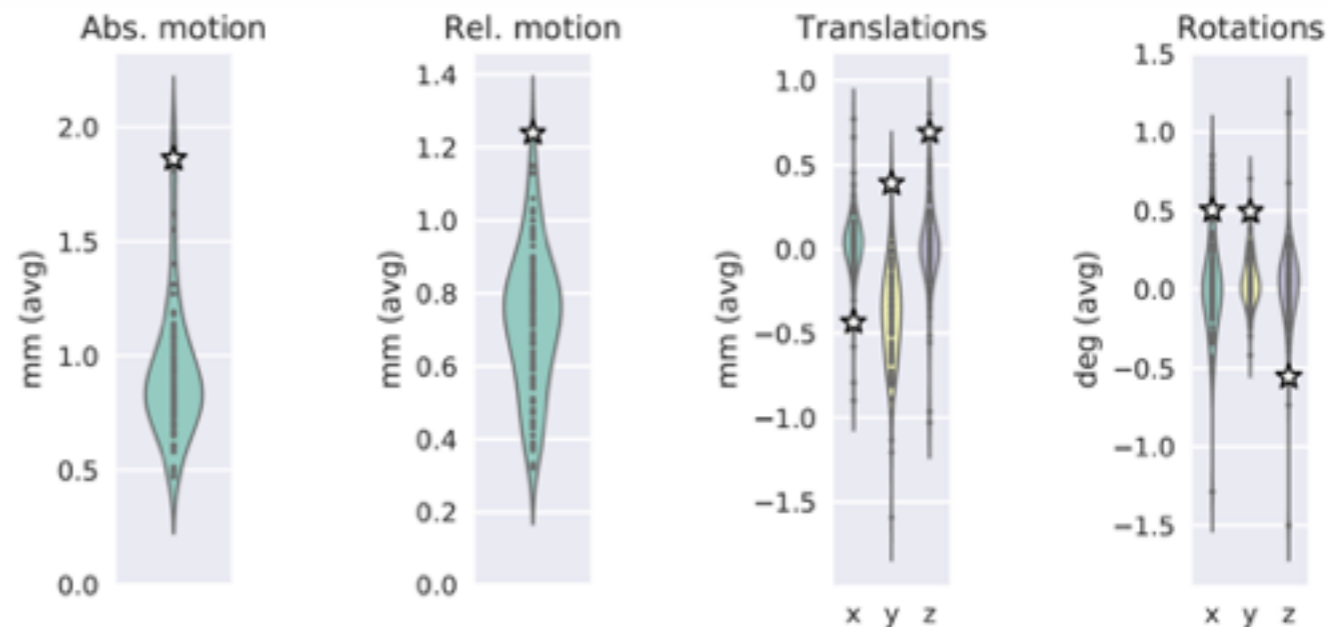 Abs. motion
mm (avg)
2.0
1.5
1.0
0.5
0.0
Rel. motion
mm (avg)
1.4
1.2
1.0
0.8
0.6
0.4
0.2
0.0
Translations
mm (avg)
1.0
0.5
0.0
−0.5
−1.0
−1.5
x y z
Rotations
deg (avg)
1.5
1.0
0.5
0.0
−0.5
−1.0
−1.5
x y z